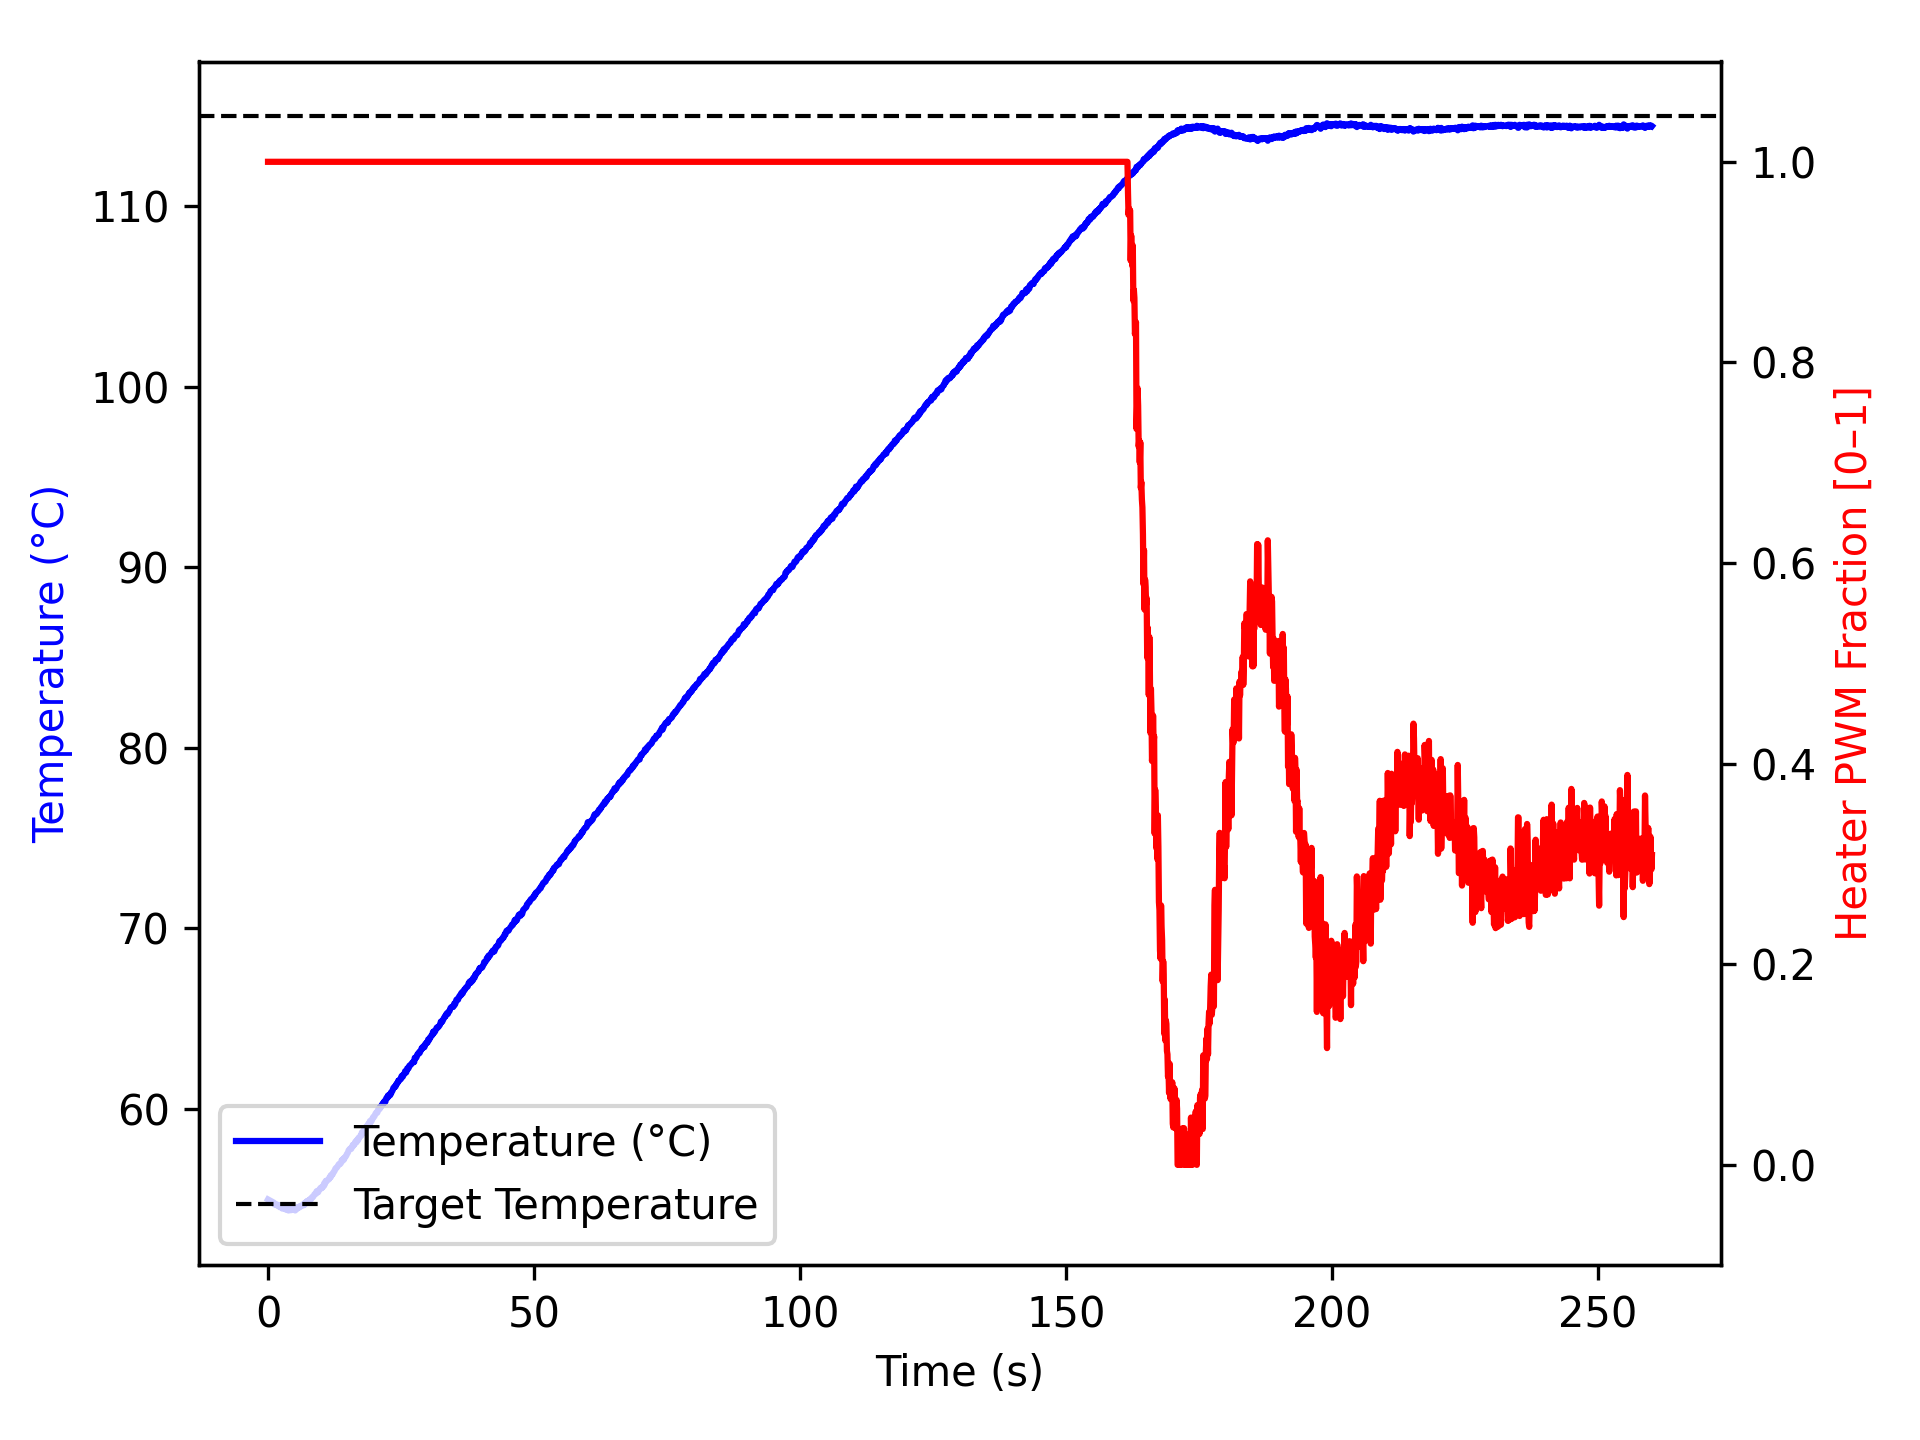 110
100
90
80
70
60
Temperature (°C)
1.0
0.8
0.6
0.4
0.2
0.0
Heater PWM Fraction [0–1]
Temperature (°C)
Target Temperature
0 50 100 150 200 250
Time (s)